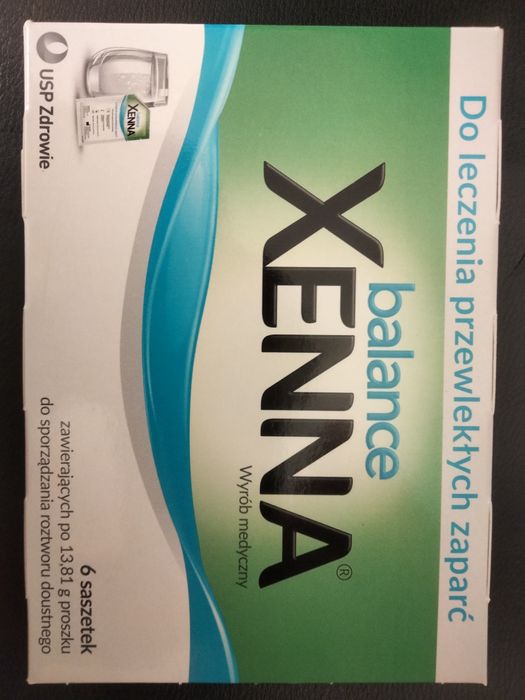 Do leczenia przewlekłych zaparć
balance
XENNA®
Wyrób medyczny
XENNA
USP Zdrowie
6 saszetek
zawierających po 13,81 g proszku
do sporządzania roztworu doustnego